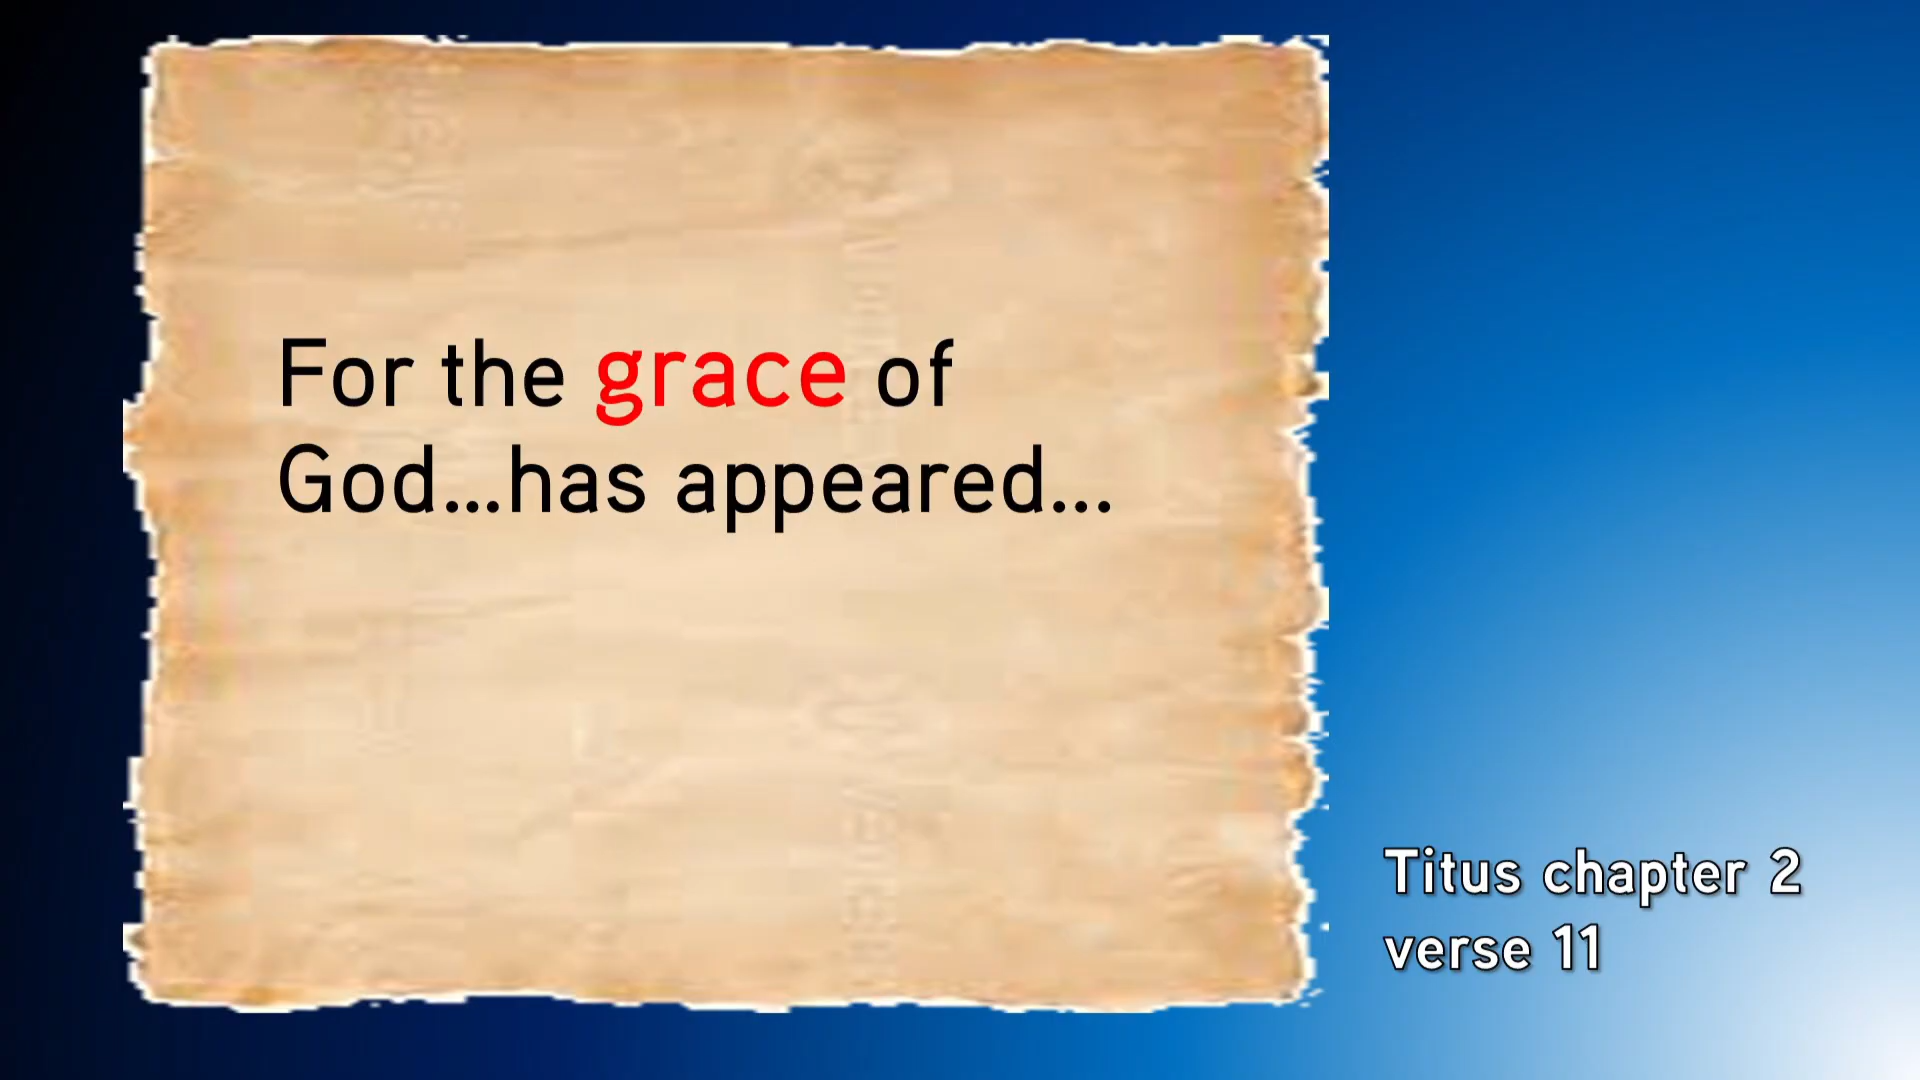 For the grace of
God...has appeared...
Titus chapter 2
verse 11